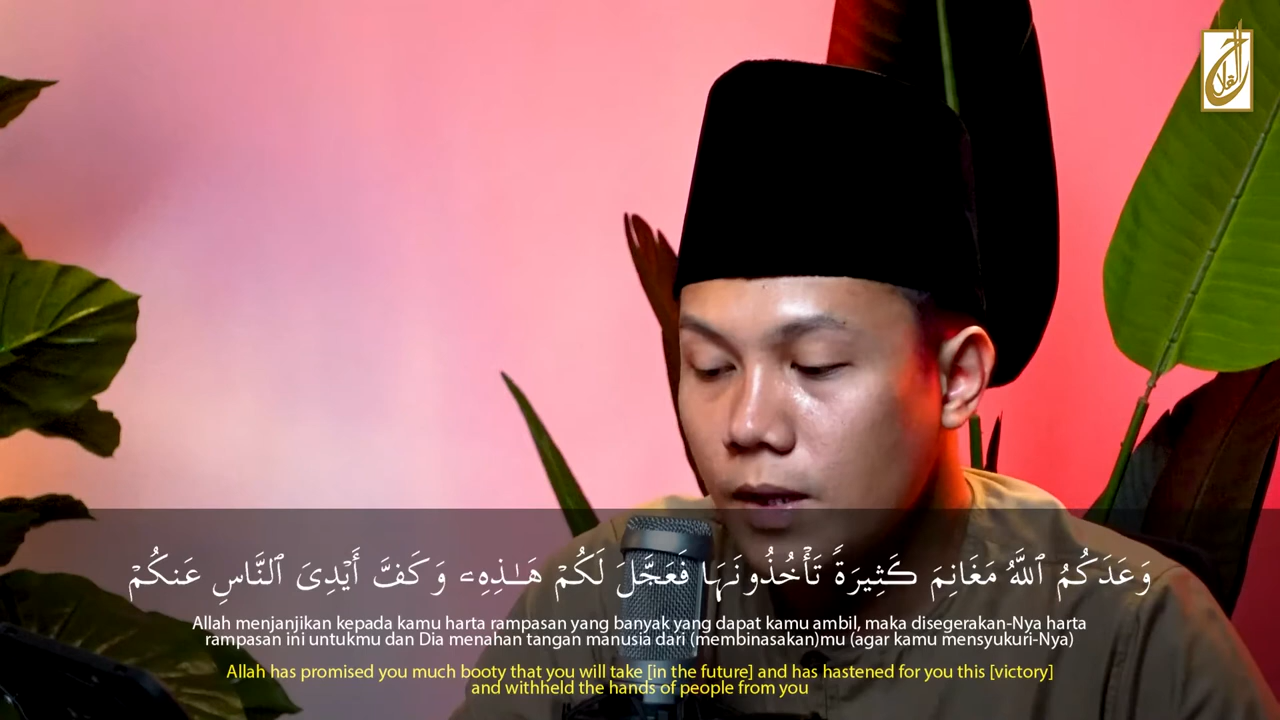 وَعَدَكُمُ ٱللَّهُ مَغَانِمَ كَثِيرَةً تَأْخُذُونَهَا فَعَجَّلَ لَكُمْ هَـٰذِهِۦ وَكَفَّ أَيْدِىَ ٱلنَّاسِ عَنكُمْ
Allah menjanjikan kepada kamu harta rampasan yang banyak yang dapat kamu ambil, maka disegerakan-Nya harta
rampasan ini untukmu dan Dia menahan tangan manusia dari (membinasakan)mu (agar kamu mensyukuri-Nya)
Allah has promised you much booty that you will take [in the future] and has hastened for you this [victory]
and withheld the hands of people from you